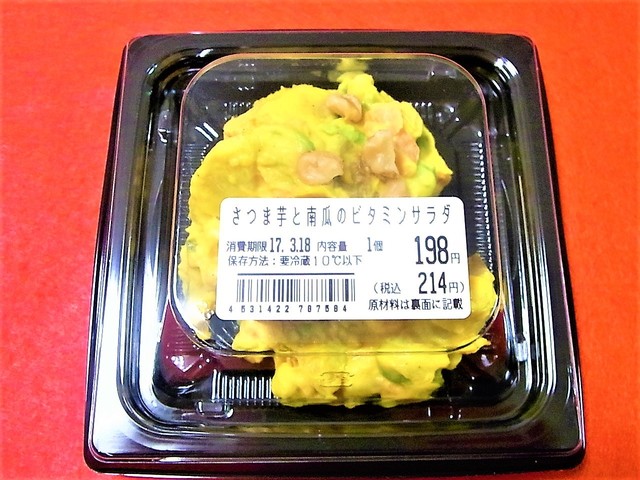 さつま芋と南瓜のビタミンサラダ
消費期限17. 3.18 内容量 1個 198円
保存方法：要冷蔵10℃以下
(税込 214円)
4531422 787584
原材料は裏面に記載